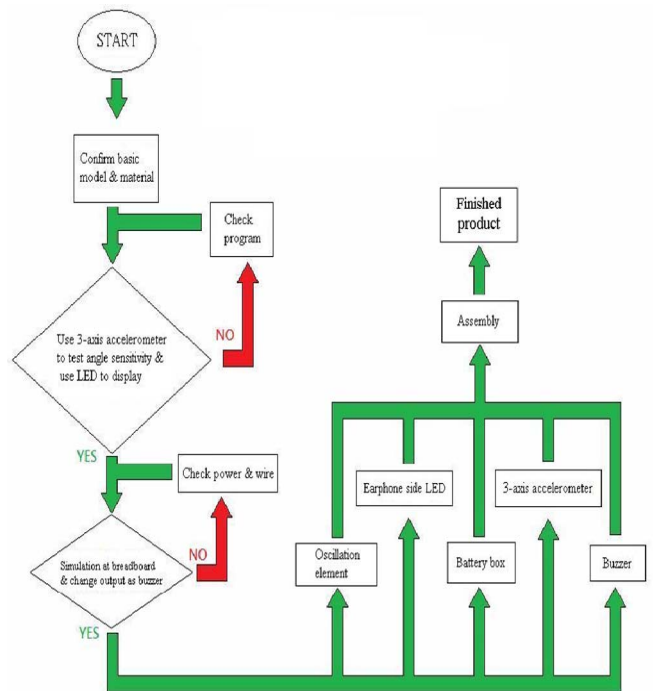 START
Confirm basic
model & material
Check
program
NO
Use 3-axis accelerometer
to test angle sensitivity &
use LED to display
YES
Check power & wire
NO
Simulation at breadboard
& change output as buzzer
YES
Finished
product
Assembly
Earphone side LED
3-axis accelerometer
Oscillation
element
Battery box
Buzzer